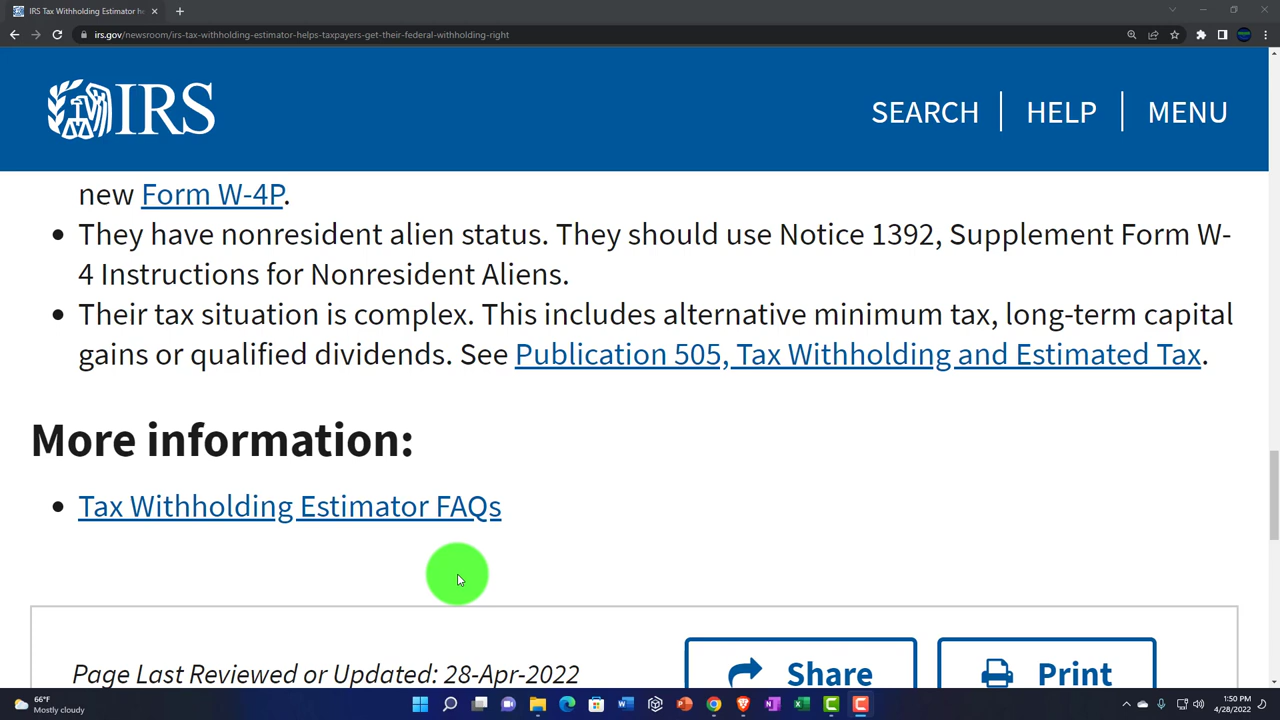 IRS Tax Withholding Estimator he
irs.gov/newsroom/irs-tax-withholding-estimator-helps-taxpayers-get-their-federal-withholding-right
IRS
SEARCH
HELP
MENU
new Form W-4P.
• They have nonresident alien status. They should use Notice 1392, Supplement Form W-
4 Instructions for Nonresident Aliens.
• Their tax situation is complex. This includes alternative minimum tax, long-term capital
gains or qualified dividends. See Publication 505, Tax Withholding and Estimated Tax.
More information:
• Tax Withholding Estimator FAQs
Page Last Reviewed or Updated: 28-Apr-2022
Share
Print
66°F
Mostly cloudy
1:50 PM
4/28/2022